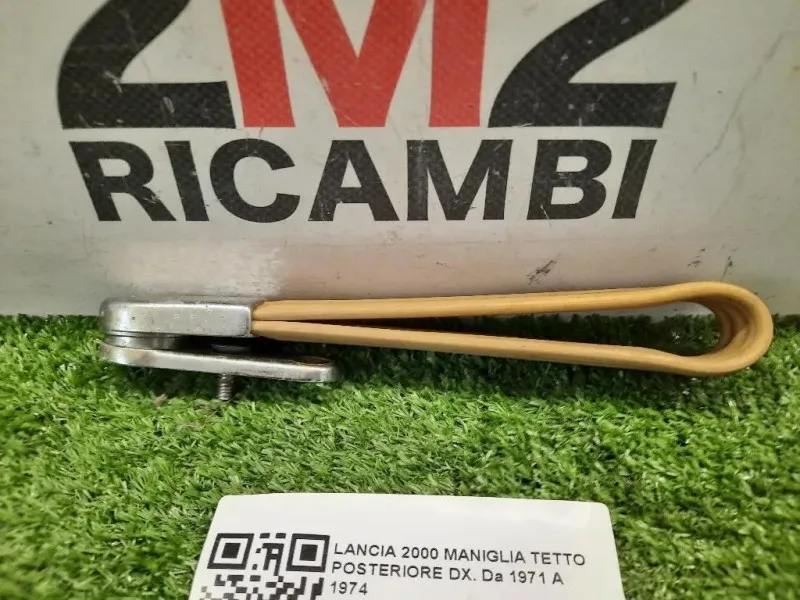 2M2
RICAMBI
LANCIA 2000 MANIGLIA TETTO
POSTERIORE DX. Da 1971 A
1974